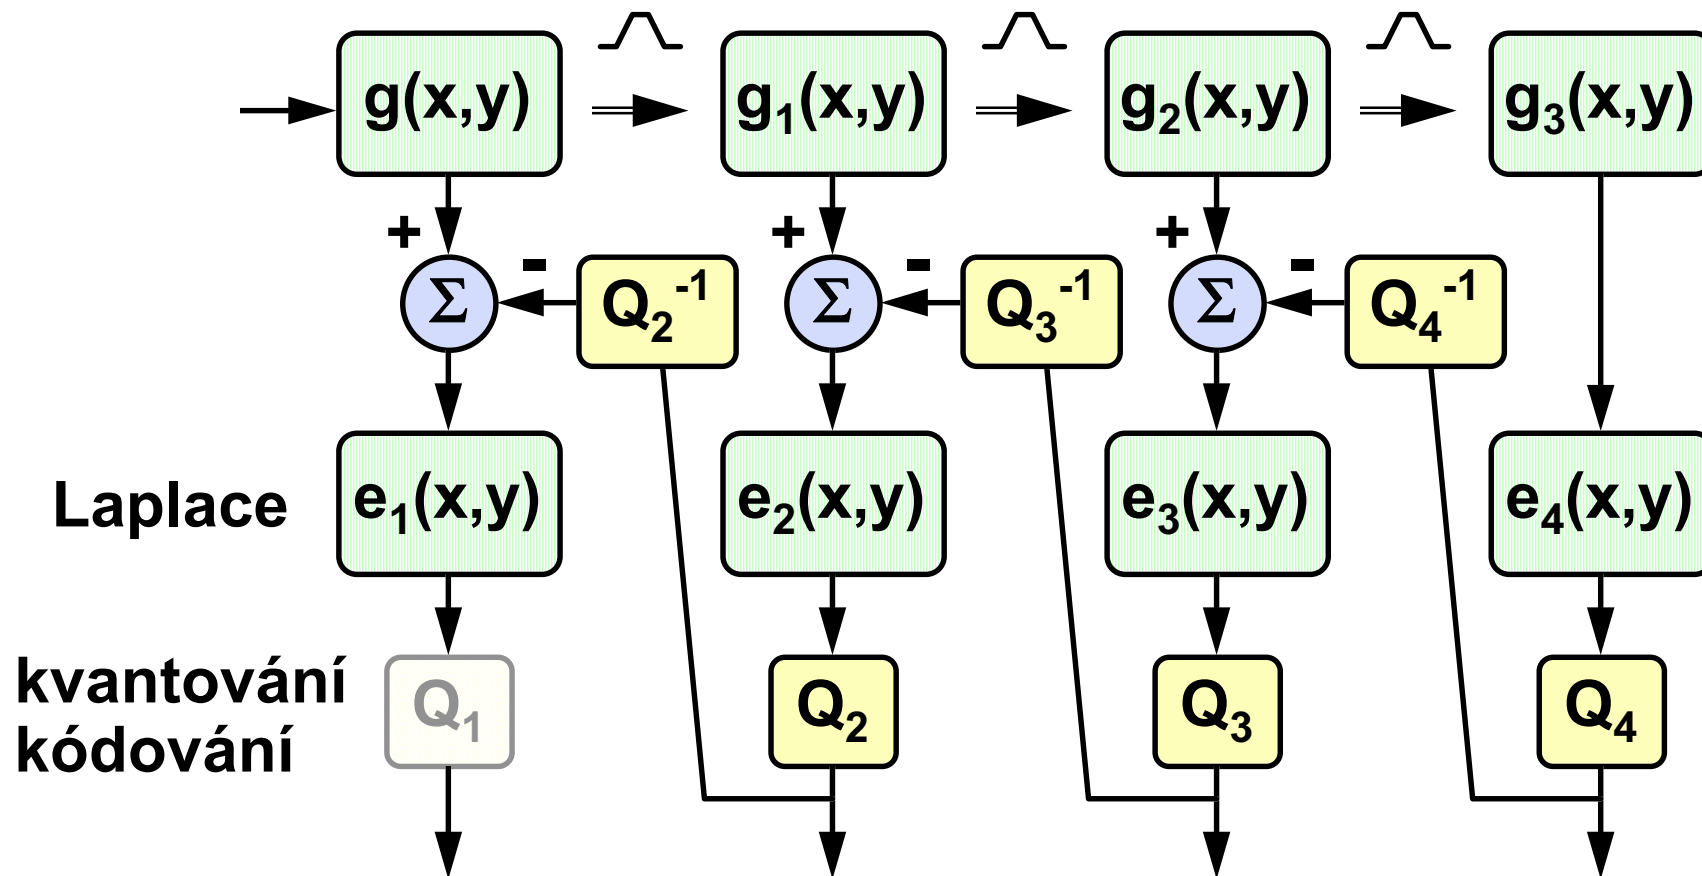 g(x,y) g₁(x,y) g₂(x,y) g₃(x,y)
+ + +
- - -
Σ Q₂⁻¹ Σ Q₃⁻¹ Σ Q₄⁻¹
Laplace e₁(x,y) e₂(x,y) e₃(x,y) e₄(x,y)
kvantování
kódování
Q₁ Q₂ Q₃ Q₄